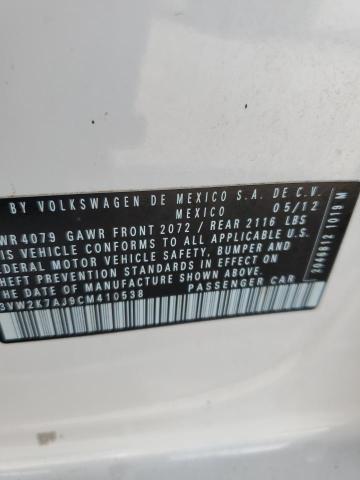 BY VOLKSWAGEN DE MEXICO S.A. DE C.V.
MEXICO 05/12
WR4079 GAWR FRONT 2072 / REAR 2116 LBS
IS VEHICLE CONFORMS TO ALL APPLICABLE U.S.
EDERAL MOTOR VEHICLE SAFETY, BUMPER AND
HEFT PREVENTION STANDARDS IN EFFECT ON
HE DATE OF MANUFACTURE
3VW2K7AJ9CM410538 PASSENGER CAR